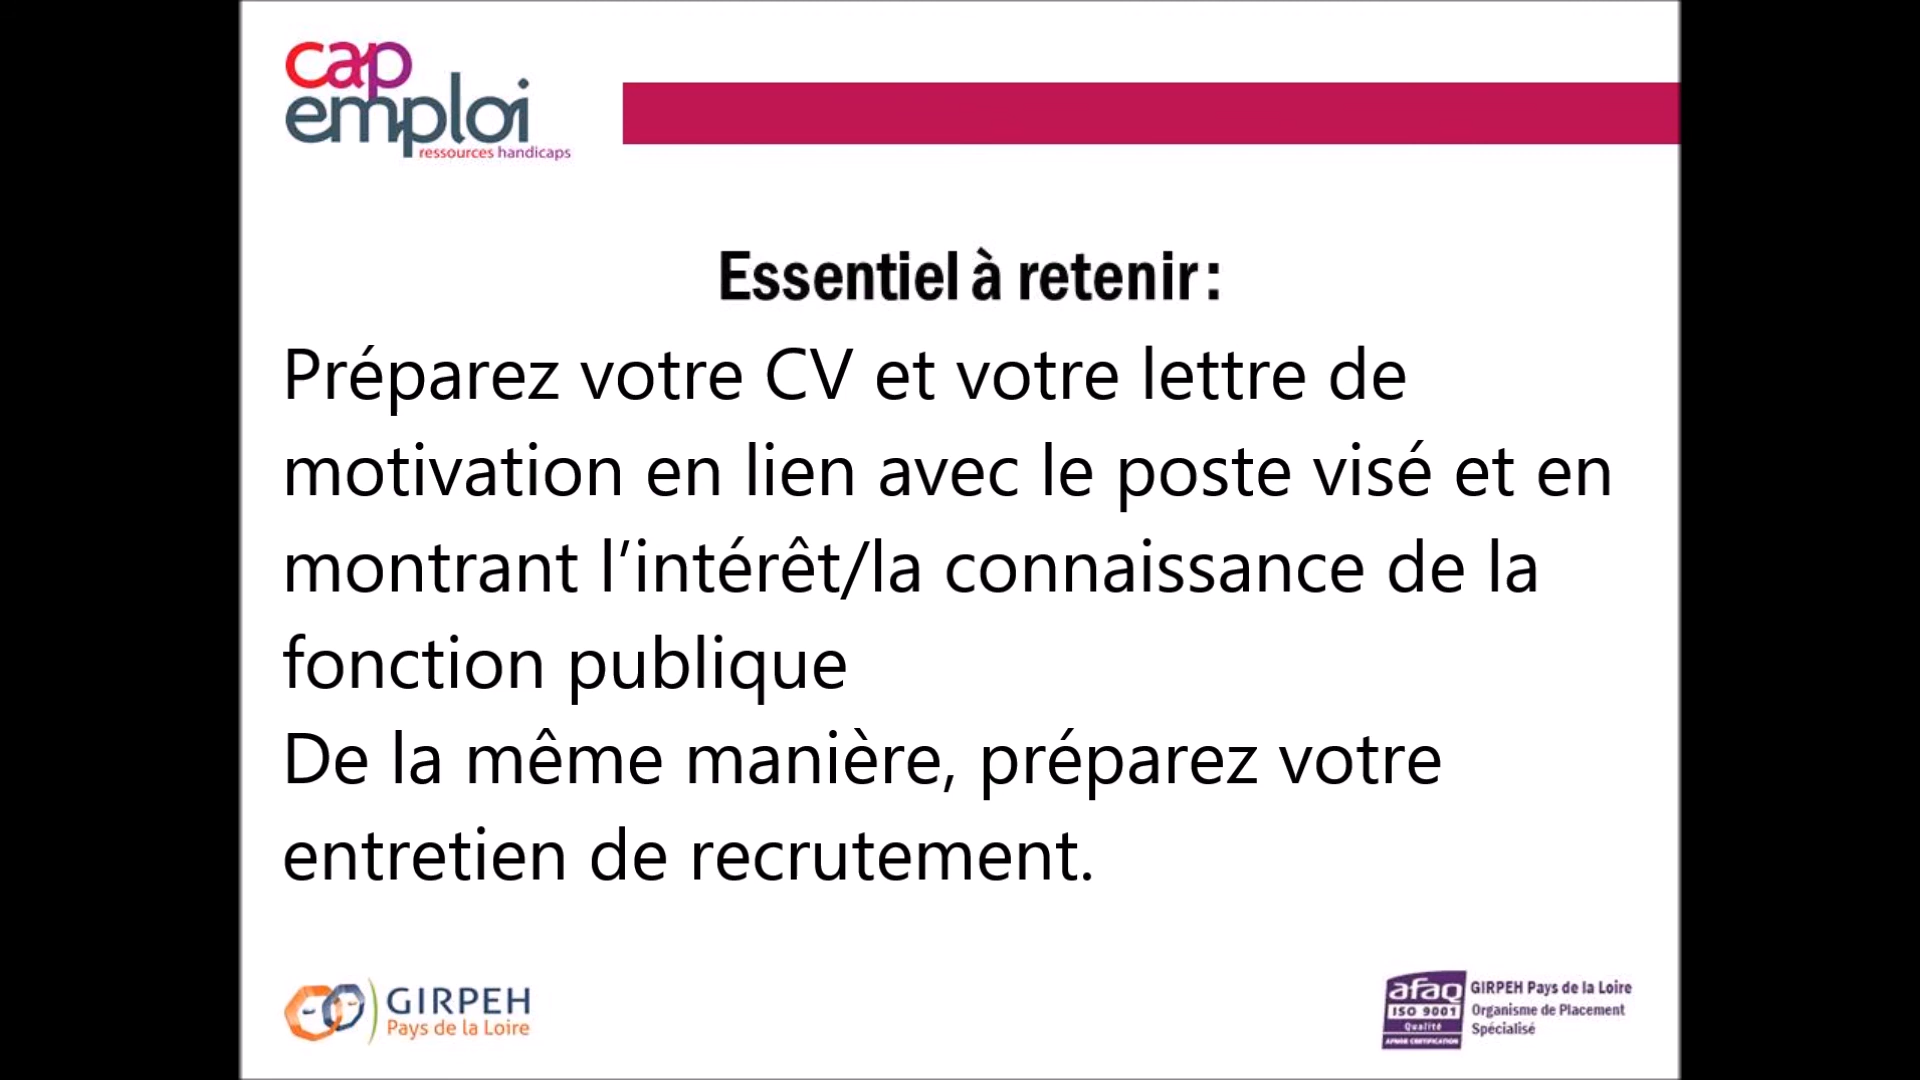 cap
emploi
ressources handicaps
Essentiel à retenir :
Préparez votre CV et votre lettre de
motivation en lien avec le poste visé et en
montrant l’intérêt/la connaissance de la
fonction publique
De la même manière, préparez votre
entretien de recrutement.
GIRPEH
Pays de la Loire
afaq
ISO 9001
Qualité
AFNOR CERTIFICATION
GIRPEH Pays de la Loire
Organisme de Placement
Spécialisé